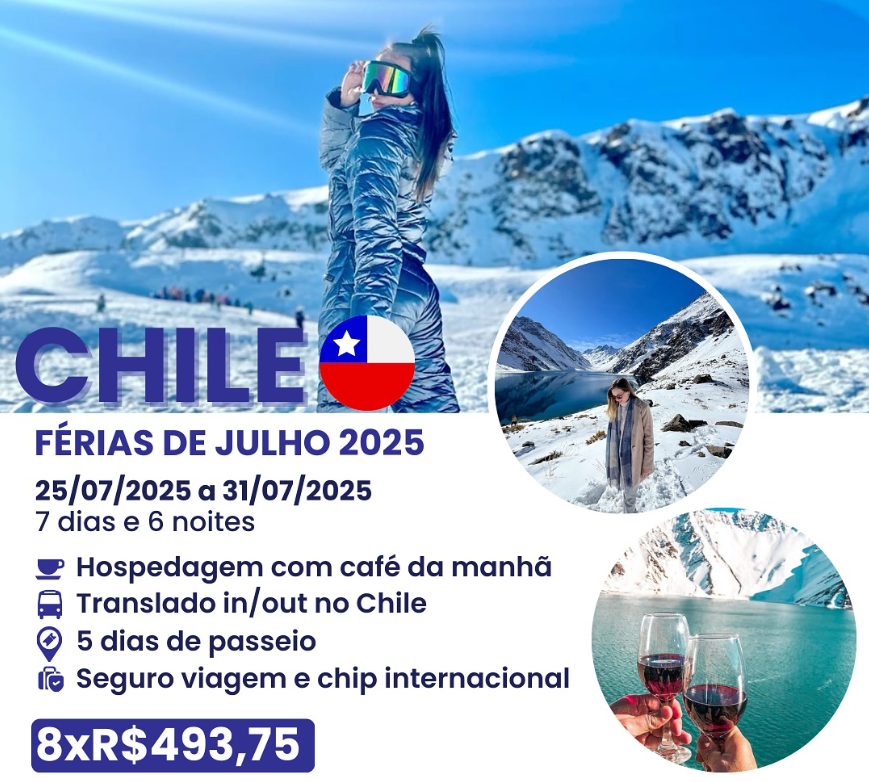 CHILE
FÉRIAS DE JULHO 2025
25/07/2025 a 31/07/2025
7 dias e 6 noites
Hospedagem com café da manhã
Translado in/out no Chile
5 dias de passeio
Seguro viagem e chip internacional
8xR$493,75